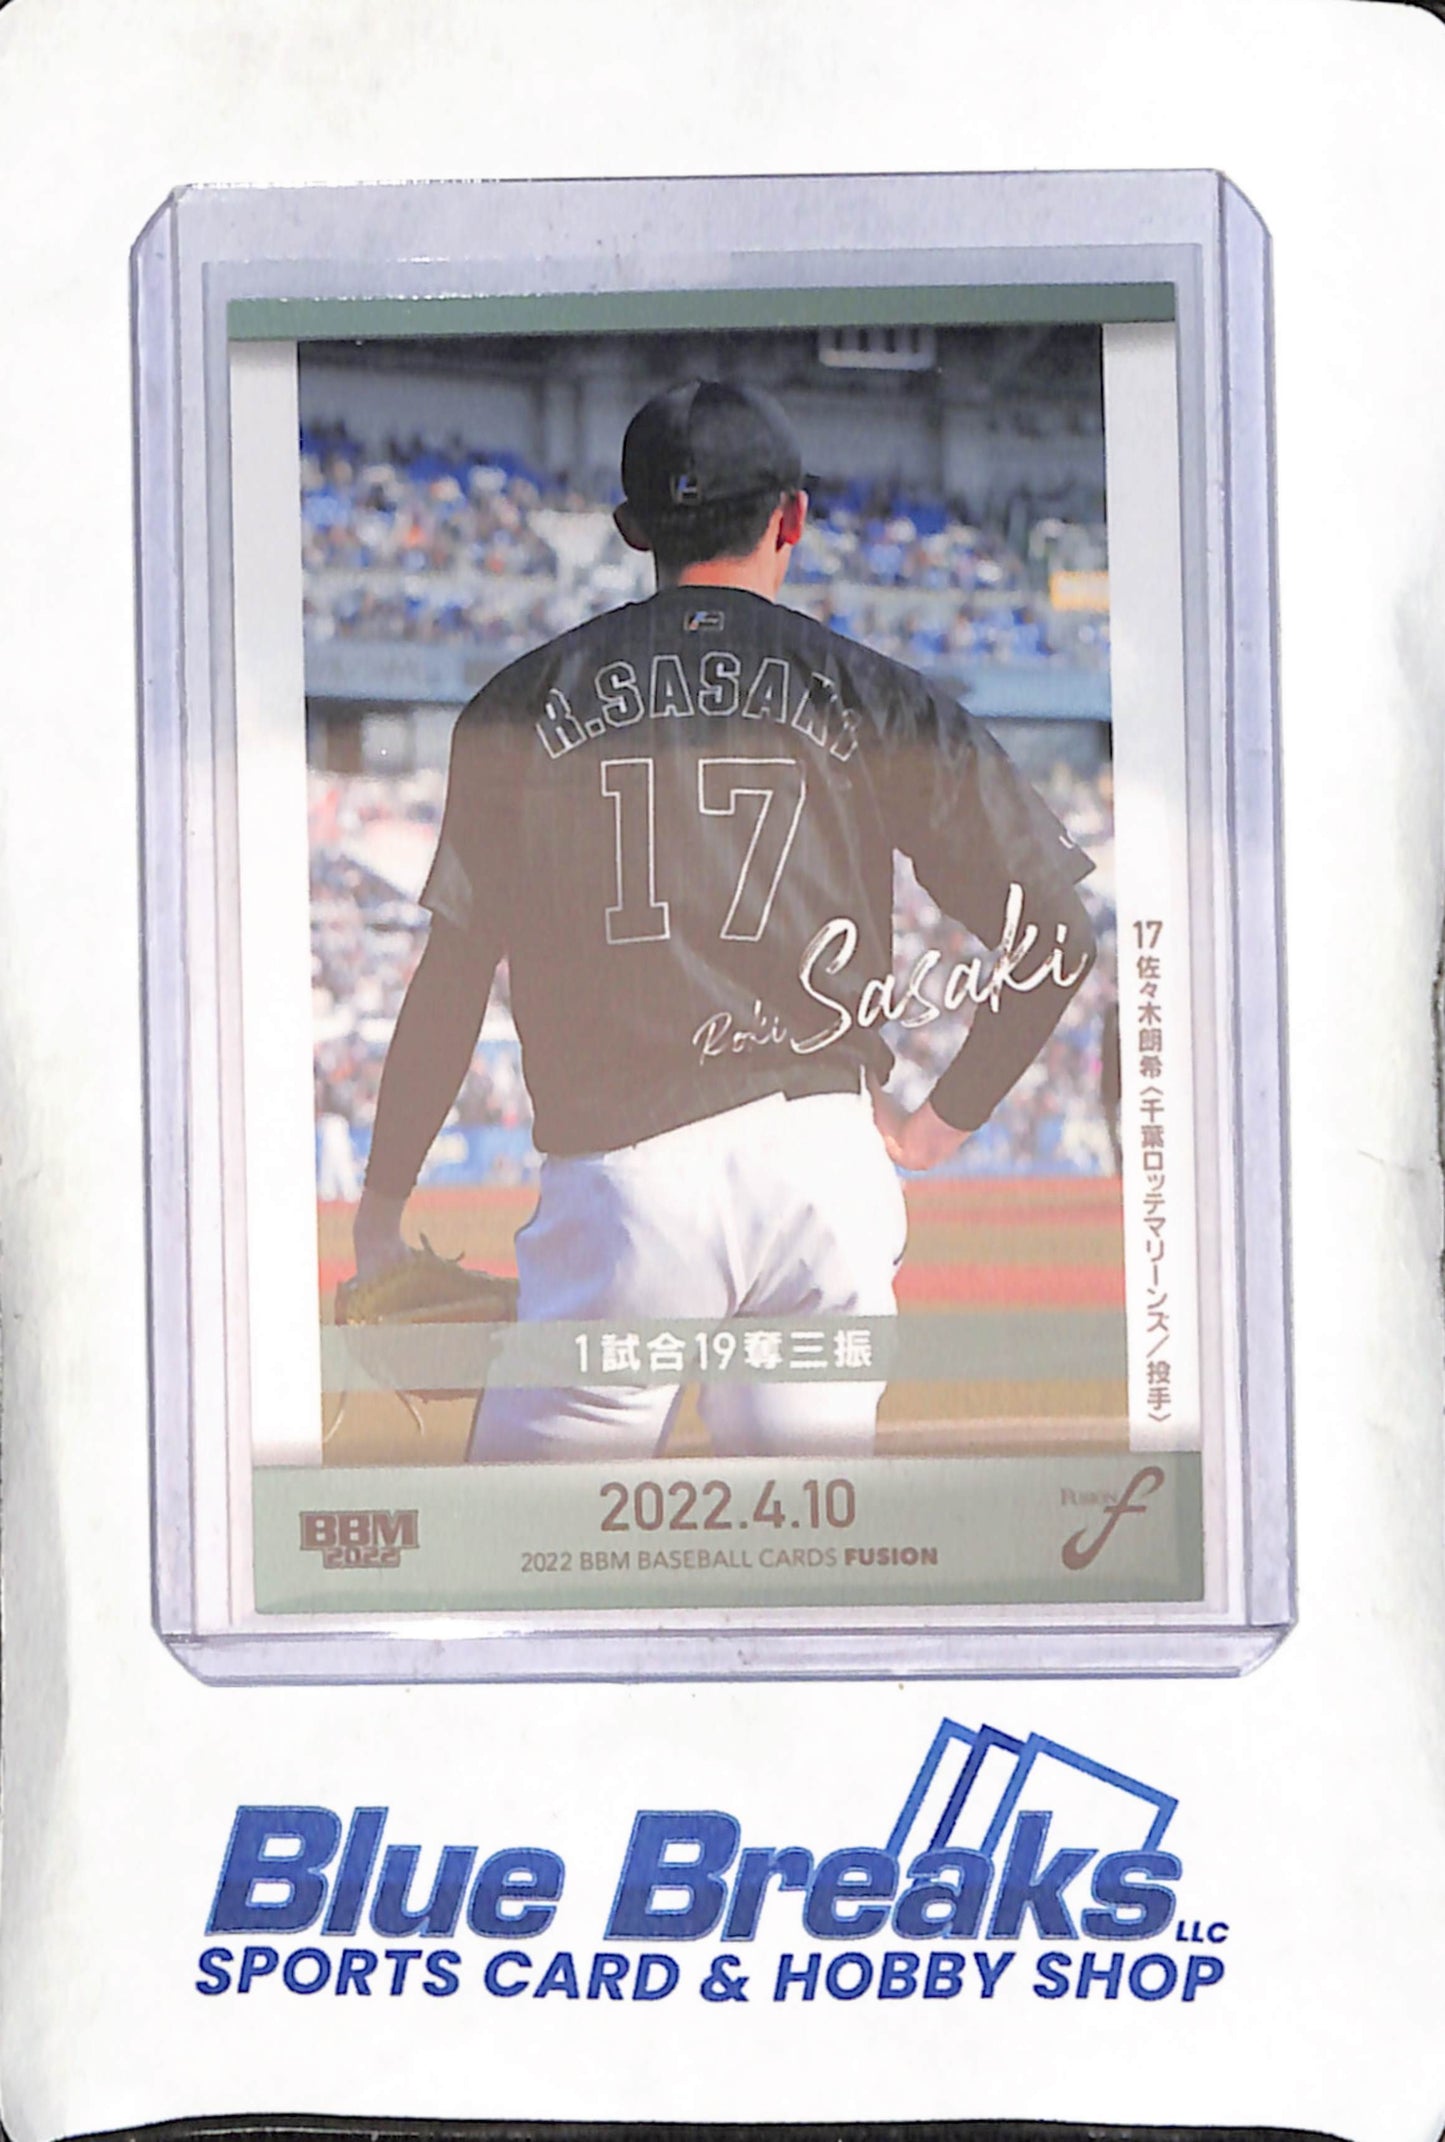 R.SASAKI
17
Roki Sasaki
17 佐々木朗希〈千葉ロッテマリーンズ／投手〉
1試合19奪三振
BBM
2022
2022.4.10
2022 BBM BASEBALL CARDS FUSION
FUSION
f
Blue Breaks LLC
SPORTS CARD & HOBBY SHOP